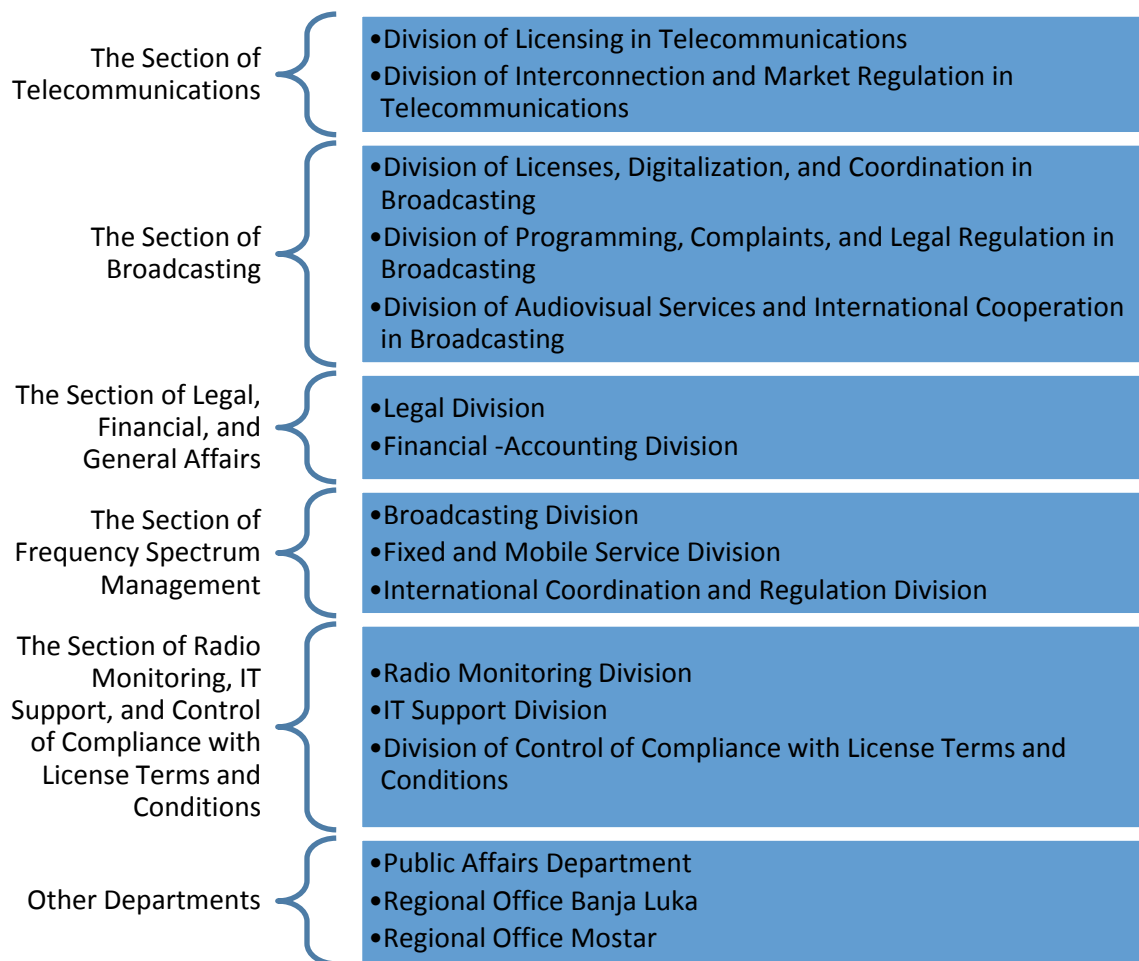 The Section of
Telecommunications
•Division of Licensing in Telecommunications
•Division of Interconnection and Market Regulation in
Telecommunications
The Section of
Broadcasting
•Division of Licenses, Digitalization, and Coordination in
Broadcasting
•Division of Programming, Complaints, and Legal Regulation in
Broadcasting
•Division of Audiovisual Services and International Cooperation
in Broadcasting
The Section of Legal,
Financial, and
General Affairs
•Legal Division
•Financial -Accounting Division
The Section of
Frequency Spectrum
Management
•Broadcasting Division
•Fixed and Mobile Service Division
•International Coordination and Regulation Division
The Section of Radio
Monitoring, IT
Support, and Control
of Compliance with
License Terms and
Conditions
•Radio Monitoring Division
•IT Support Division
•Division of Control of Compliance with License Terms and
Conditions
Other Departments
•Public Affairs Department
•Regional Office Banja Luka
•Regional Office Mostar